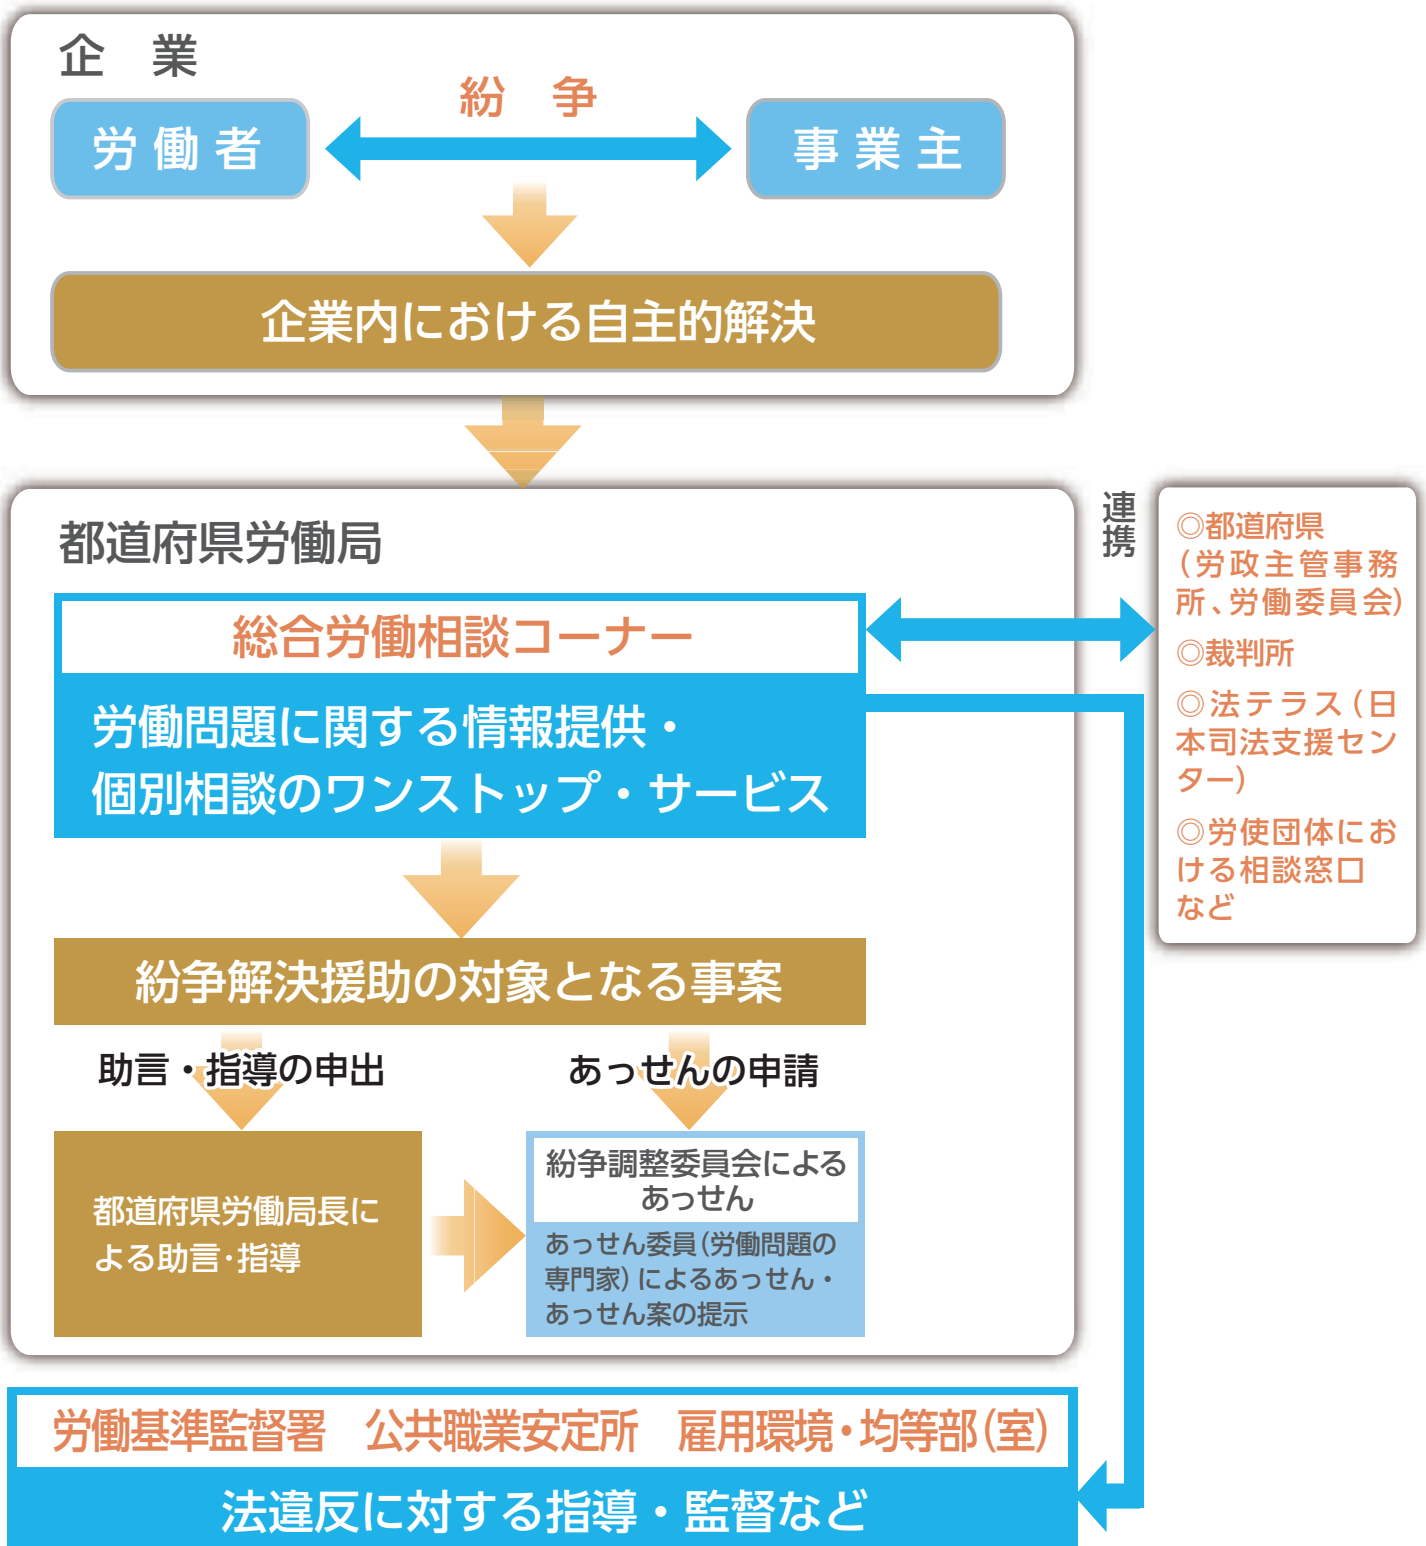 企　業
紛　争
労働者
事業主
企業内における自主的解決
都道府県労働局
連携
総合労働相談コーナー
労働問題に関する情報提供・
個別相談のワンストップ・サービス
紛争解決援助の対象となる事案
助言・指導の申出
あっせんの申請
都道府県労働局長に
よる助言・指導
紛争調整委員会による
あっせん
あっせん委員（労働問題の
専門家）によるあっせん・
あっせん案の提示
◎都道府県
（労政主管事務
所、労働委員会）
◎裁判所
◎法テラス（日
本司法支援セン
ター）
◎労使団体にお
ける相談窓口
など
労働基準監督署　公共職業安定所　雇用環境・均等部（室）
法違反に対する指導・監督など